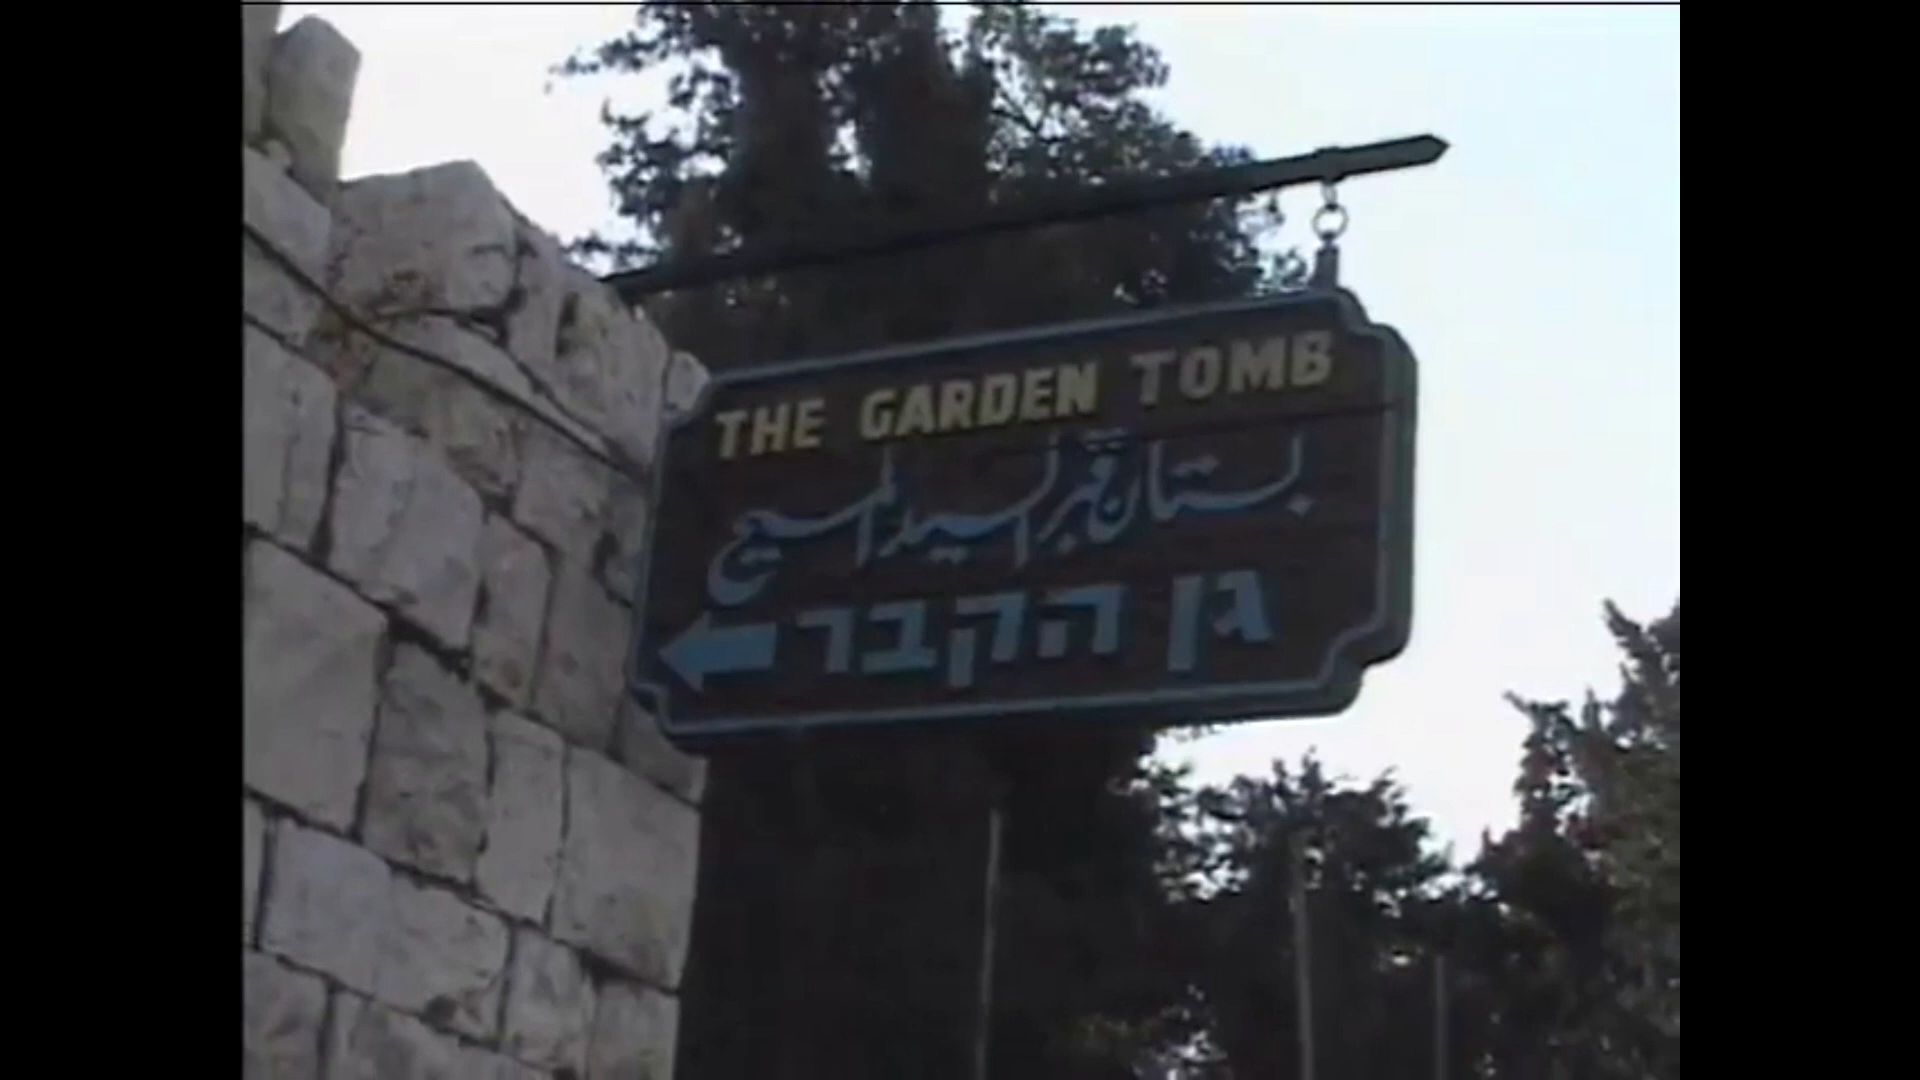 THE GARDEN TOMB
بستان قبر السيد المسيح
גן הקבר